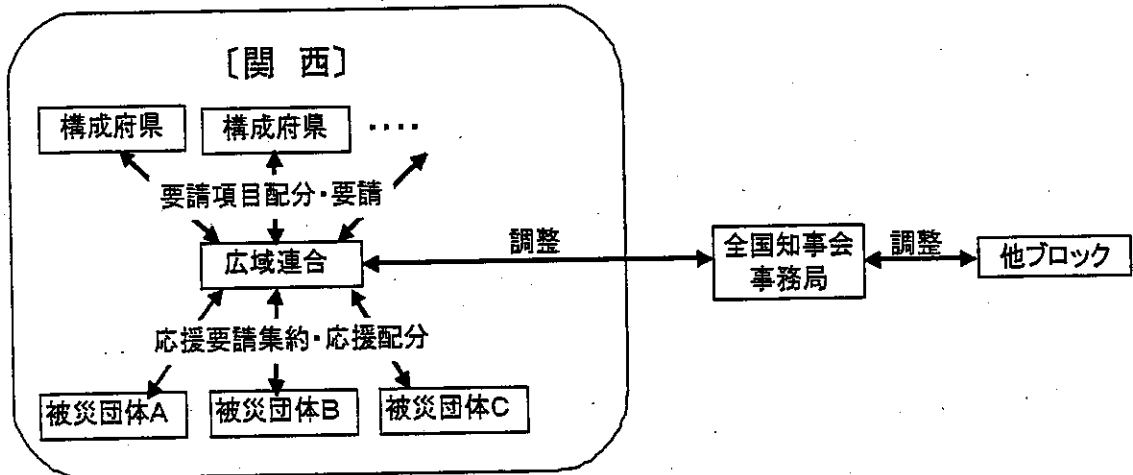 〔関 西〕
構成府県
構成府県
‥‥
要請項目配分・要請
広域連合
調整
全国知事会
事務局
調整
他ブロック
応援要請集約・応援配分
被災団体A
被災団体B
被災団体C